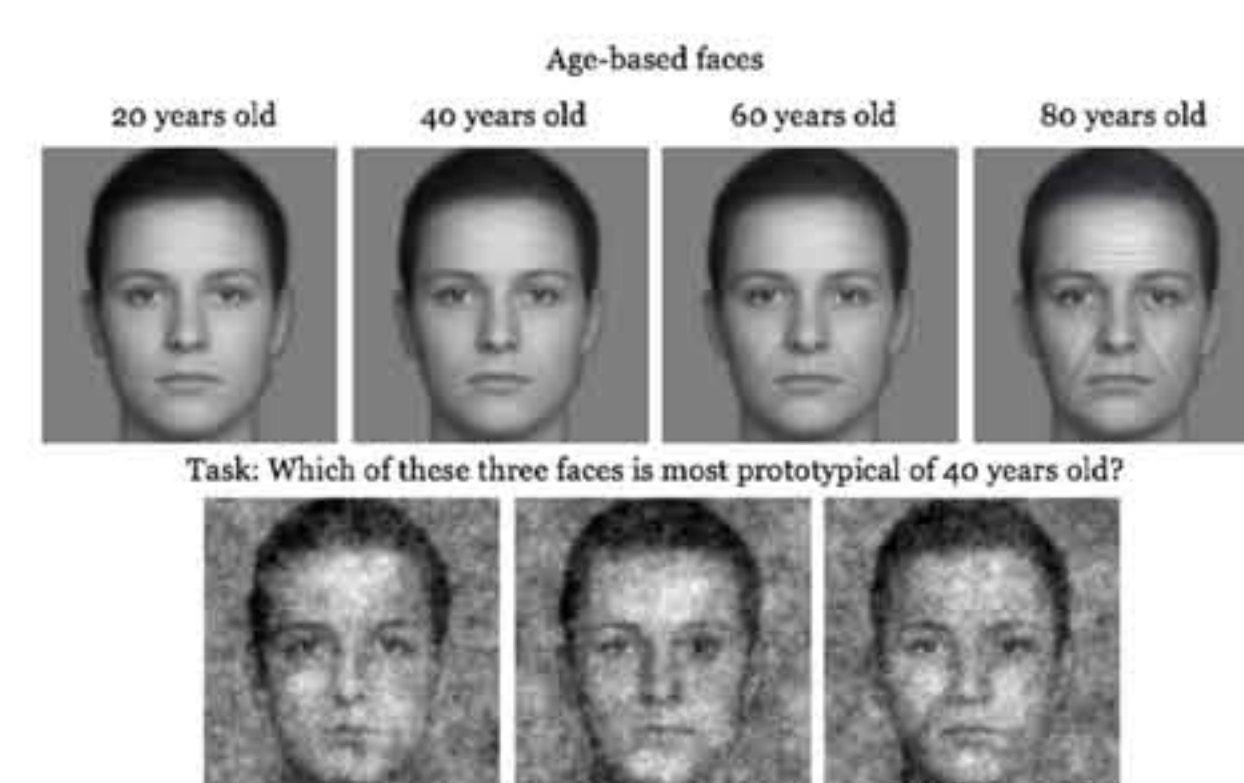 Age-based faces
20 years old 40 years old 60 years old 80 years old
Task: Which of these three faces is most prototypical of 40 years old?